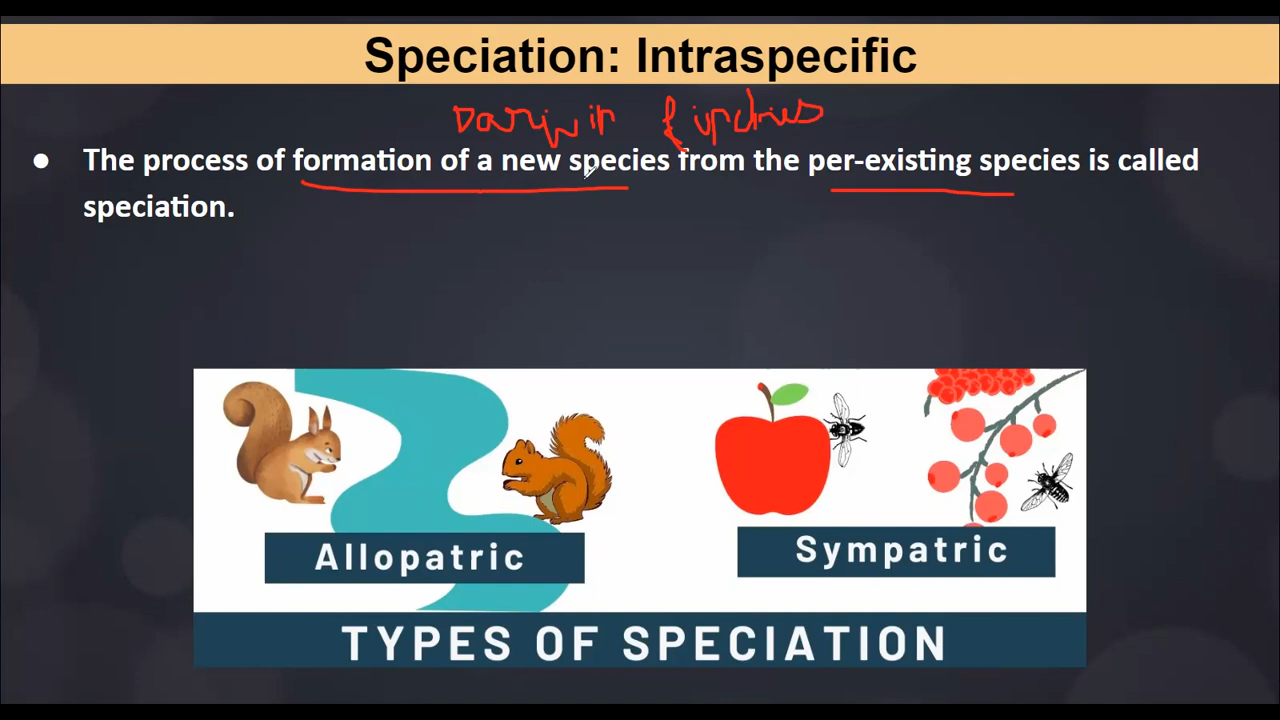 Speciation: Intraspecific
Darwin finches
● The process of formation of a new species from the per-existing species is called
speciation.
Allopatric
Sympatric
TYPES OF SPECIATION